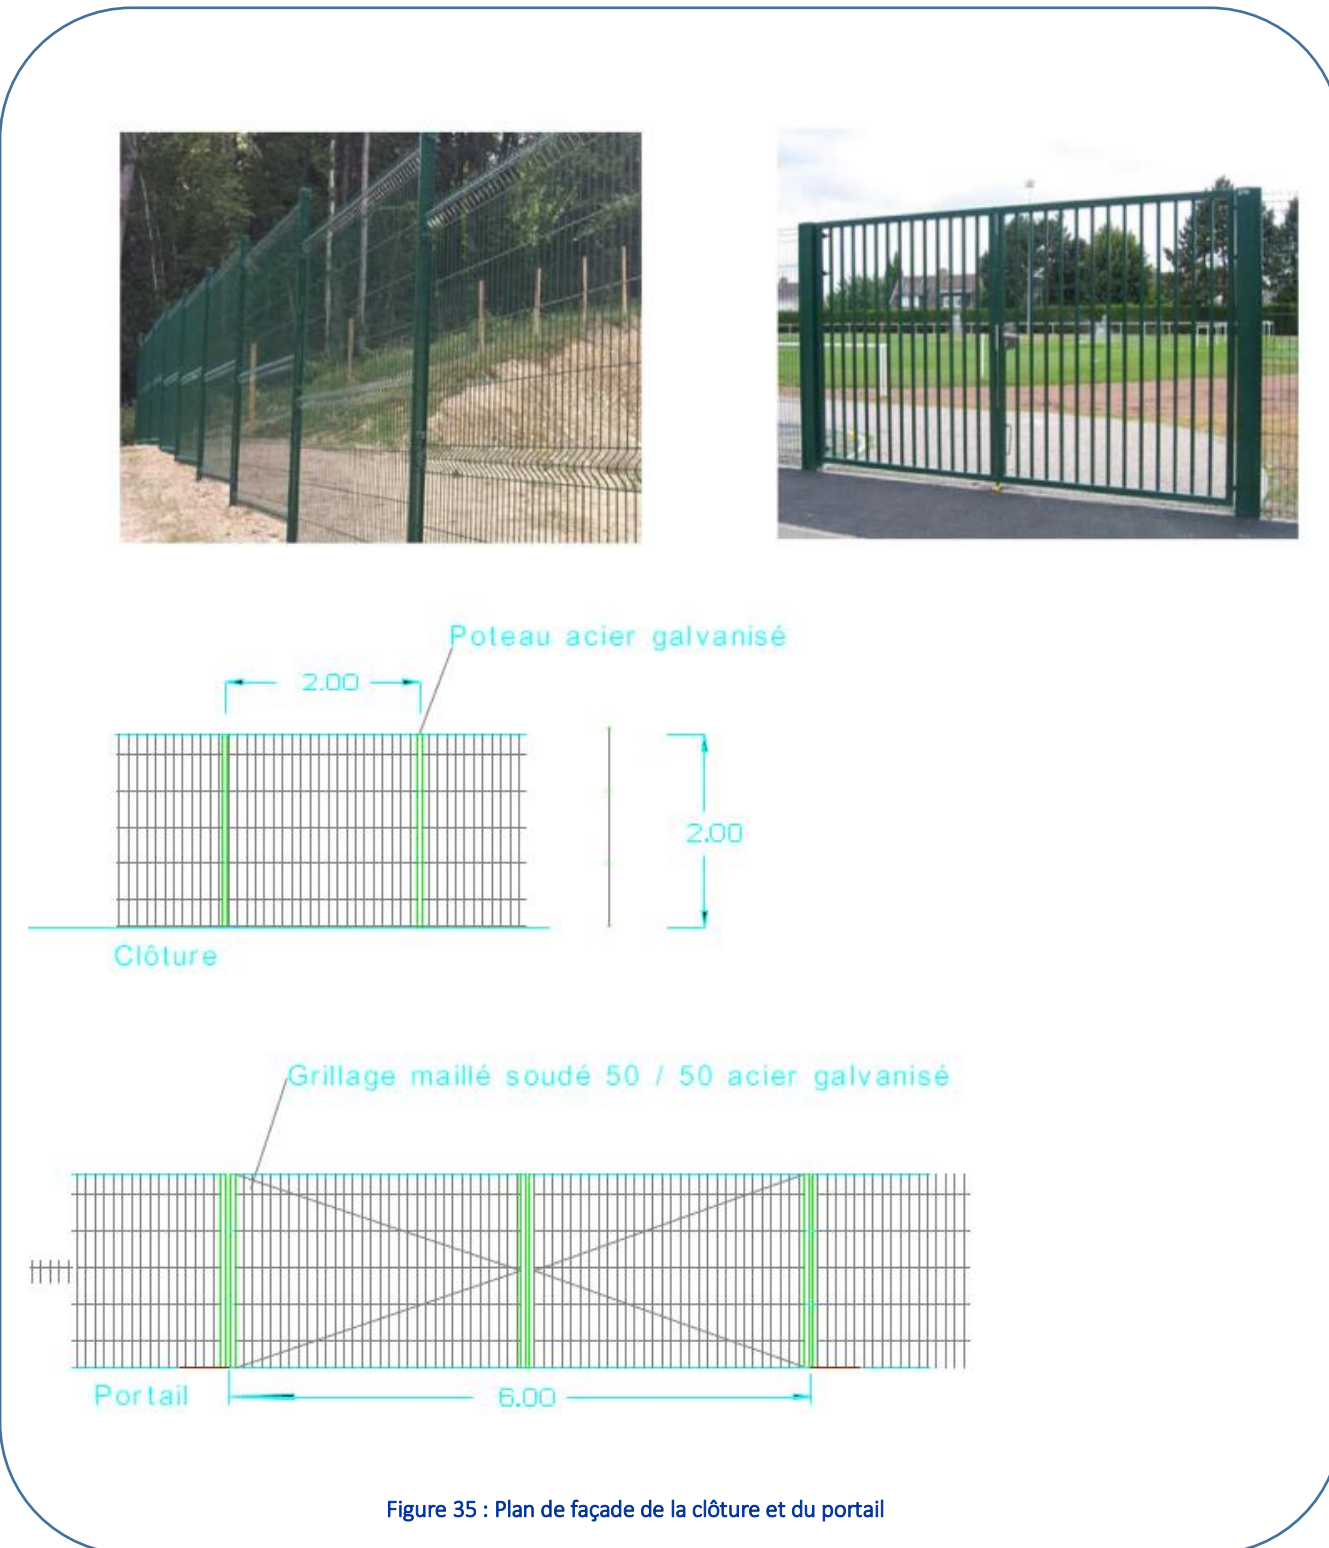 Poteau acier galvanisé
2.00
2.00
Clôture
Grillage maillé soudé 50 / 50 acier galvanisé
Portail
6.00
Figure 35 : Plan de façade de la clôture et du portail